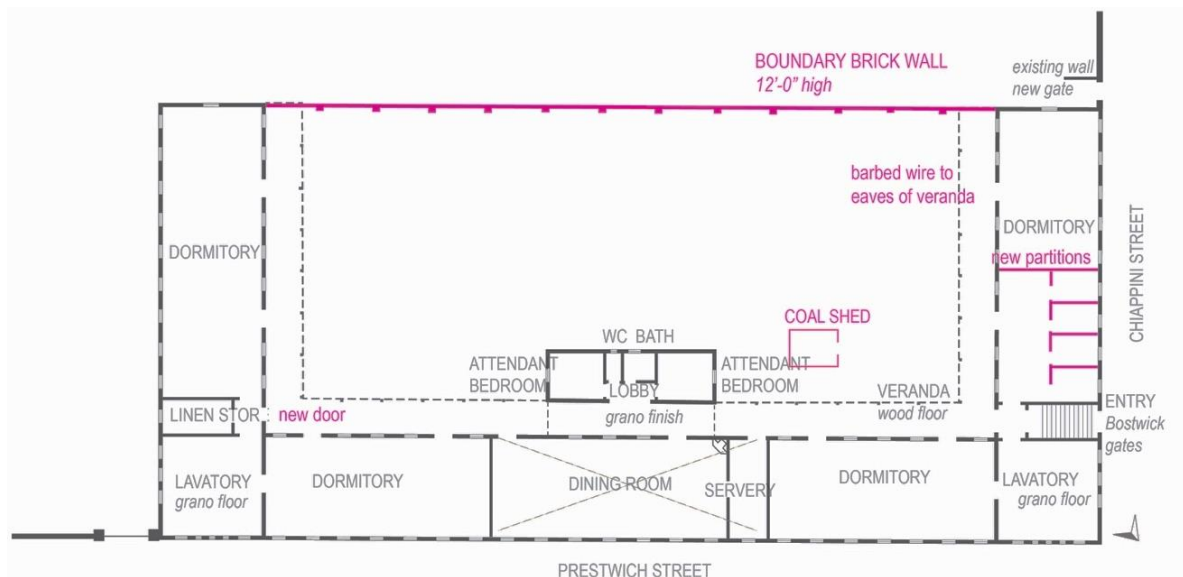 BOUNDARY BRICK WALL
12'-0" high
existing wall
new gate
barbed wire to
eaves of veranda
DORMITORY
DORMITORY
new partitions
CHIAPPINI STREET
COAL SHED
WC BATH
ATTENDANT
BEDROOM
LOBBY
grano finish
ATTENDANT
BEDROOM
VERANDA
wood floor
LINEN STOR
new door
ENTRY
Bostwick
gates
LAVATORY
grano floor
DORMITORY
DINING ROOM
SERVERY
DORMITORY
LAVATORY
grano floor
PRESTWICH STREET